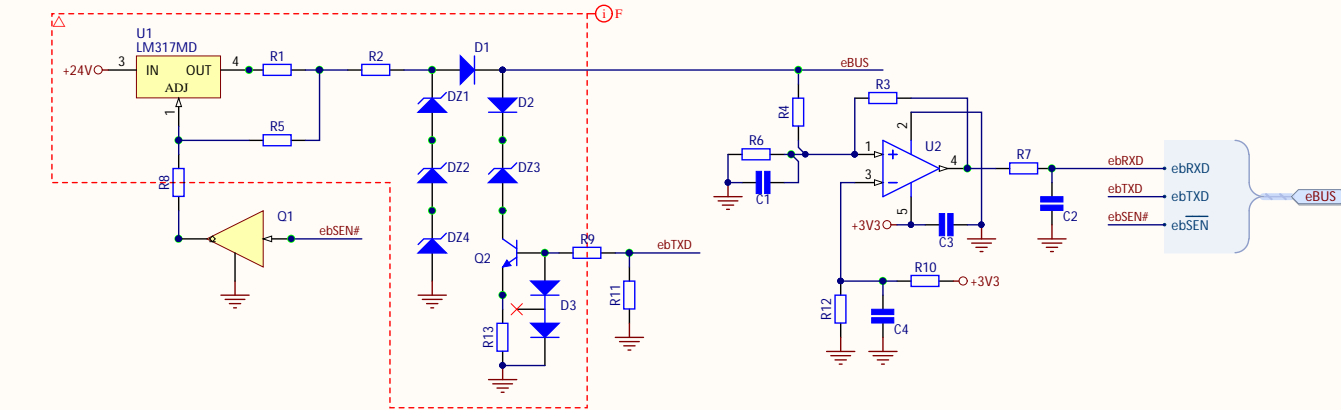 i F
U1
LM317MD
+24V 3 IN OUT 4
ADJ
1
R1
R2
D1
eBUS
R5
R8
DZ1
D2
DZ2
DZ3
DZ4
Q1
ebSEN#
Q2
R9
ebTXD
D3
R11
R13
R4
R3
R6
C1
2
1
U2
3
4
5
+3V3
C3
R7
C2
R10
+3V3
R12
C4
ebRXD
ebRXD
ebTXD
ebTXD
ebSEN#
ebSEN
eBUS